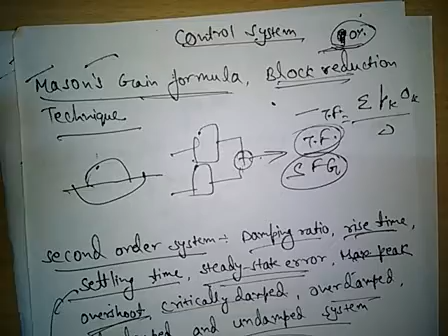 Control System
Mason's Gain formula, Block reduction
Technique
T.F = Σ Pk Δk
Δ
T.F.
SFG
Second order system :- Damping ratio, rise time,
settling time, steady-state error, Max peak
overshoot, critically damped, overdamped,
and undamped system